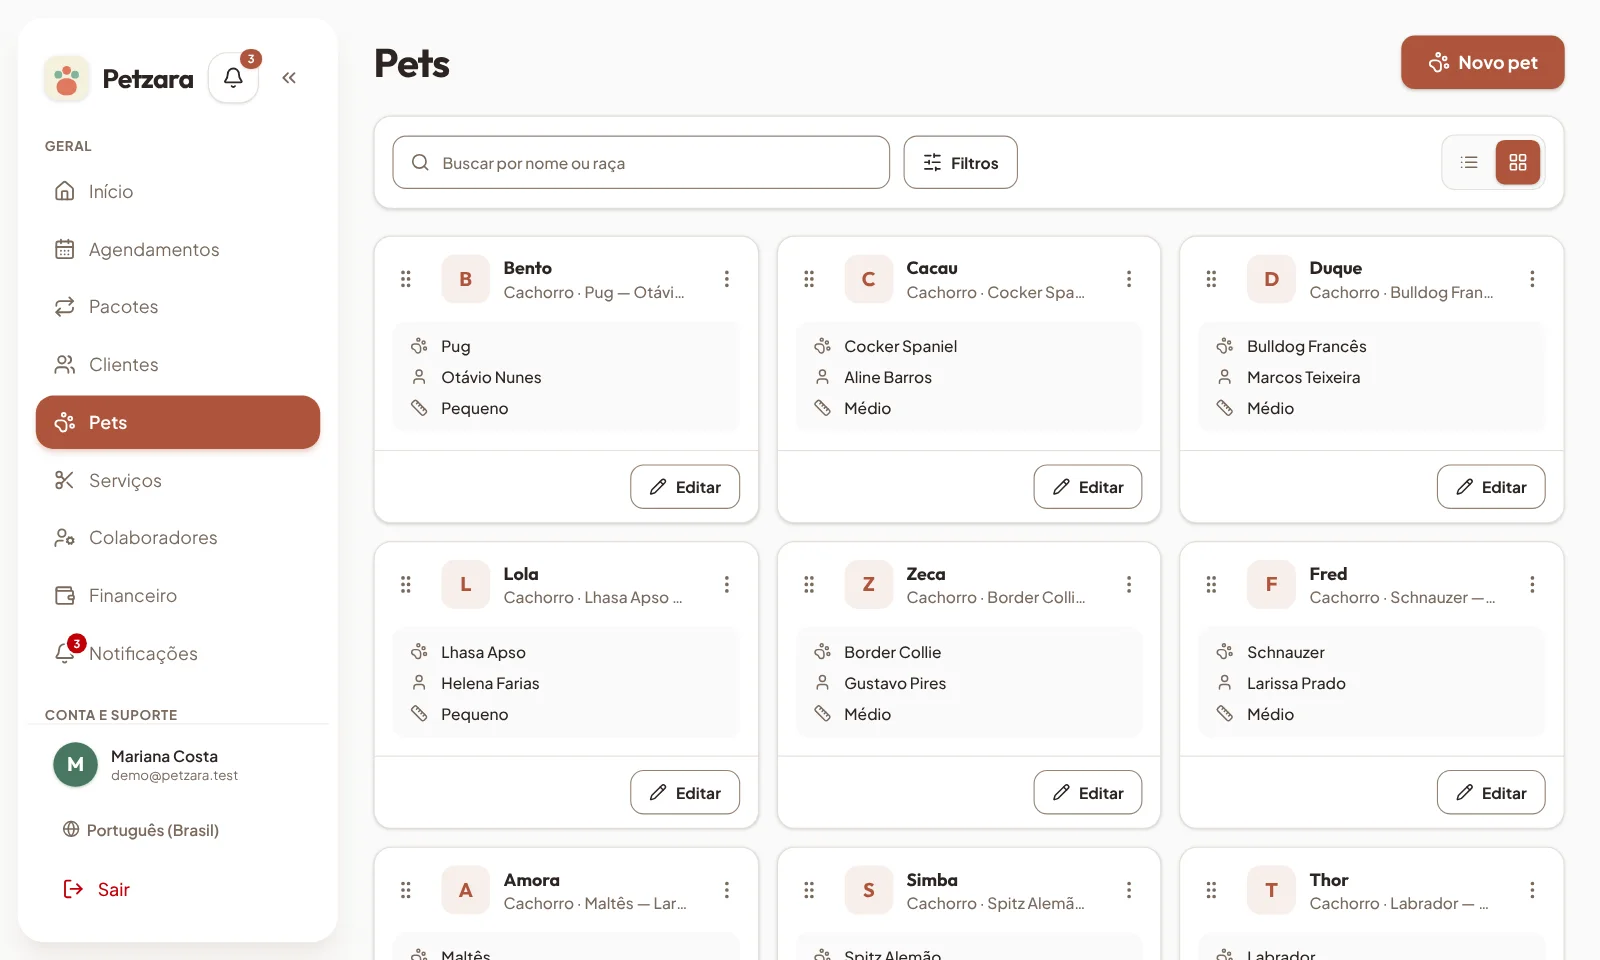 Petzara
3
GERAL
Início
Agendamentos
Pacotes
Clientes
Pets
Serviços
Colaboradores
Financeiro
3
Notificações
CONTA E SUPORTE
M
Mariana Costa
demo@petzara.test
Português (Brasil)
Sair
Pets
Novo pet
Buscar por nome ou raça
Filtros
B
Bento
Cachorro · Pug — Otávi...
Pug
Otávio Nunes
Pequeno
Editar
C
Cacau
Cachorro · Cocker Spa...
Cocker Spaniel
Aline Barros
Médio
Editar
D
Duque
Cachorro · Bulldog Fran...
Bulldog Francês
Marcos Teixeira
Médio
Editar
L
Lola
Cachorro · Lhasa Apso ...
Lhasa Apso
Helena Farias
Pequeno
Editar
Z
Zeca
Cachorro · Border Colli...
Border Collie
Gustavo Pires
Médio
Editar
F
Fred
Cachorro · Schnauzer —...
Schnauzer
Larissa Prado
Médio
Editar
A
Amora
Cachorro · Maltês — Lar...
Maltês
S
Simba
Cachorro · Spitz Alemã...
Spitz Alemão
T
Thor
Cachorro · Labrador — ...
Labrador